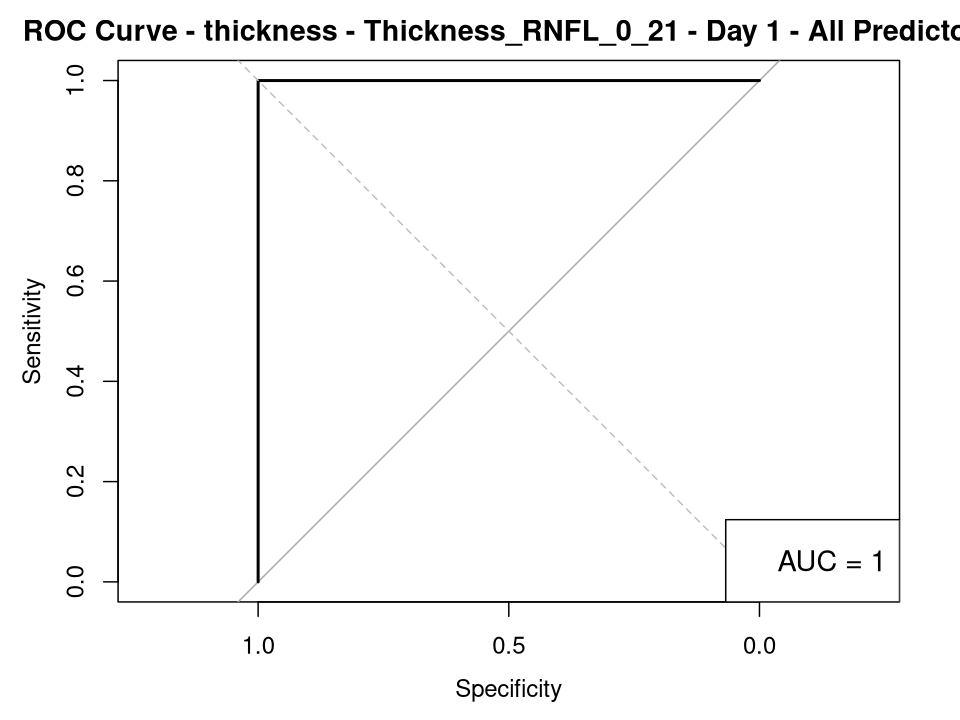 ROC Curve - thickness - Thickness_RNFL_0_21 - Day 1 - All Predicto
1.0
0.8
0.6
0.4
0.2
0.0
Sensitivity
AUC = 1
1.0 0.5 0.0
Specificity